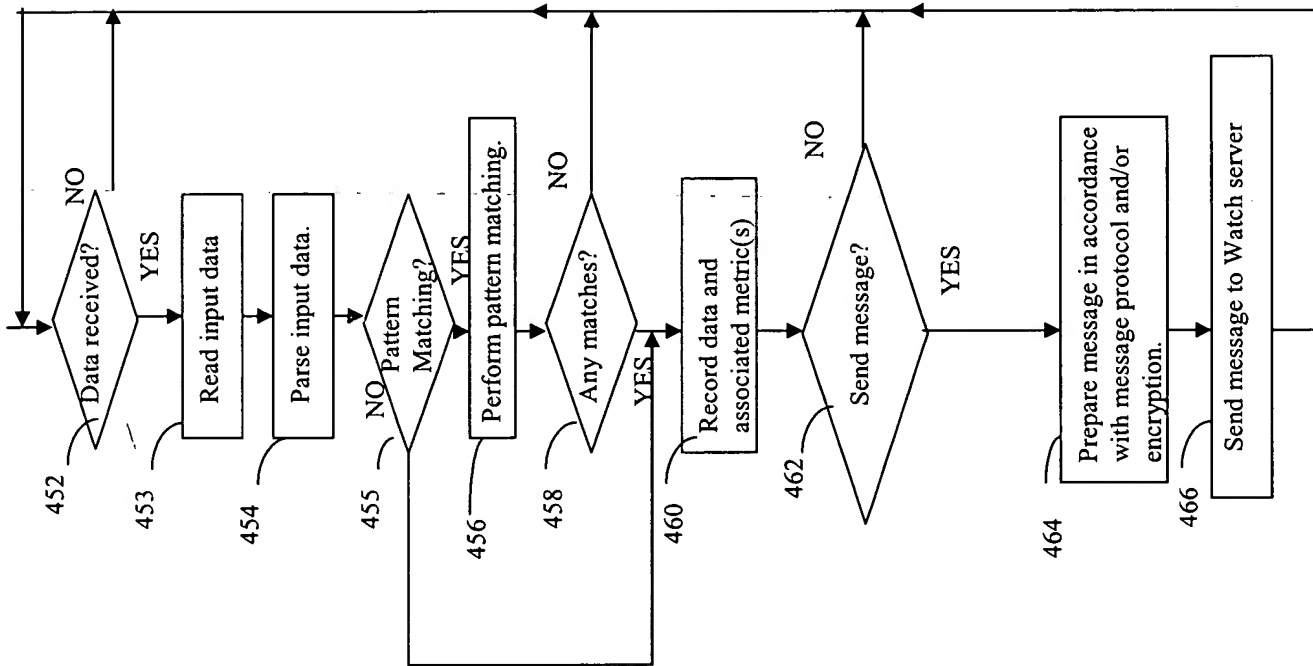 452
Data received?
NO
YES
453
Read input data
454
Parse input data.
455
NO
Pattern
Matching?
YES
456
Perform pattern matching.
458
Any matches?
NO
YES
460
Record data and
associated metric(s)
462
Send message?
NO
YES
464
Prepare message in accordance
with message protocol and/or
encryption.
466
Send message to Watch server